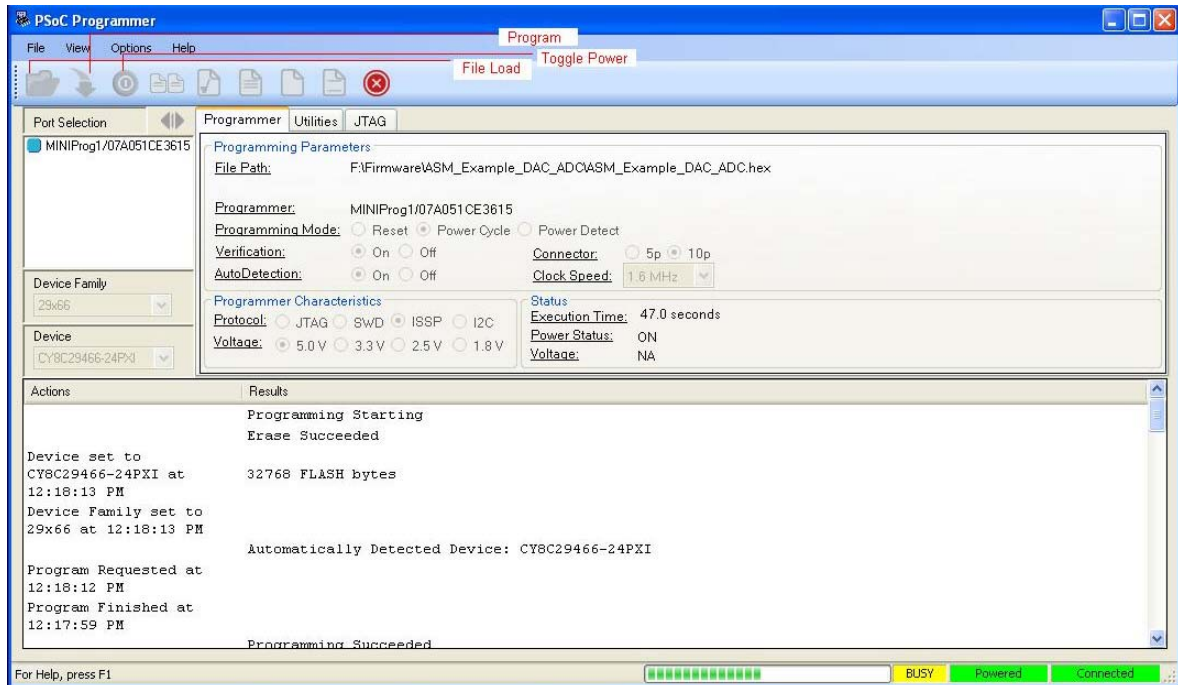 PSoC Programmer
Program
File View Options Help
Toggle Power
File Load
Port Selection
Programmer Utilities JTAG
MINIProg1/07A051CE3615
Programming Parameters
File Path: F:\Firmware\ASM_Example_DAC_ADC\ASM_Example_DAC_ADC.hex
Programmer: MINIProg1/07A051CE3615
Programming Mode: Reset Power Cycle Power Detect
Verification: On Off Connector: 5p 10p
AutoDetection: On Off Clock Speed: 1.6 MHz
Device Family
29x66
Device
CY8C29466-24PXI
Programmer Characteristics
Protocol: JTAG SWD ISSP I2C
Voltage: 5.0 V 3.3 V 2.5 V 1.8 V
Status
Execution Time: 47.0 seconds
Power Status: ON
Voltage: NA
Actions Results
Programming Starting
Erase Succeeded
Device set to
CY8C29466-24PXI at 32768 FLASH bytes
12:18:13 PM
Device Family set to
29x66 at 12:18:13 PM
Automatically Detected Device: CY8C29466-24PXI
Program Requested at
12:18:12 PM
Program Finished at
12:17:59 PM
Programming Succeeded
For Help, press F1 BUSY Powered Connected